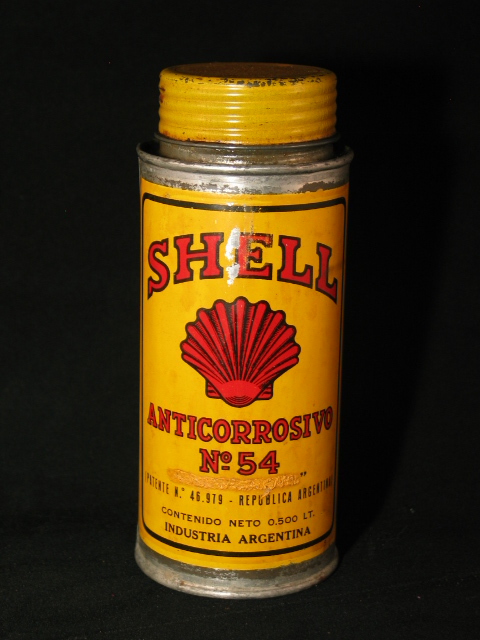 SHELL
ANTICORROSIVO
Nº 54
(PATENTE N.º 46.979 - REPUBLICA ARGENTINA
CONTENIDO NETO 0.500 LT.
INDUSTRIA ARGENTINA